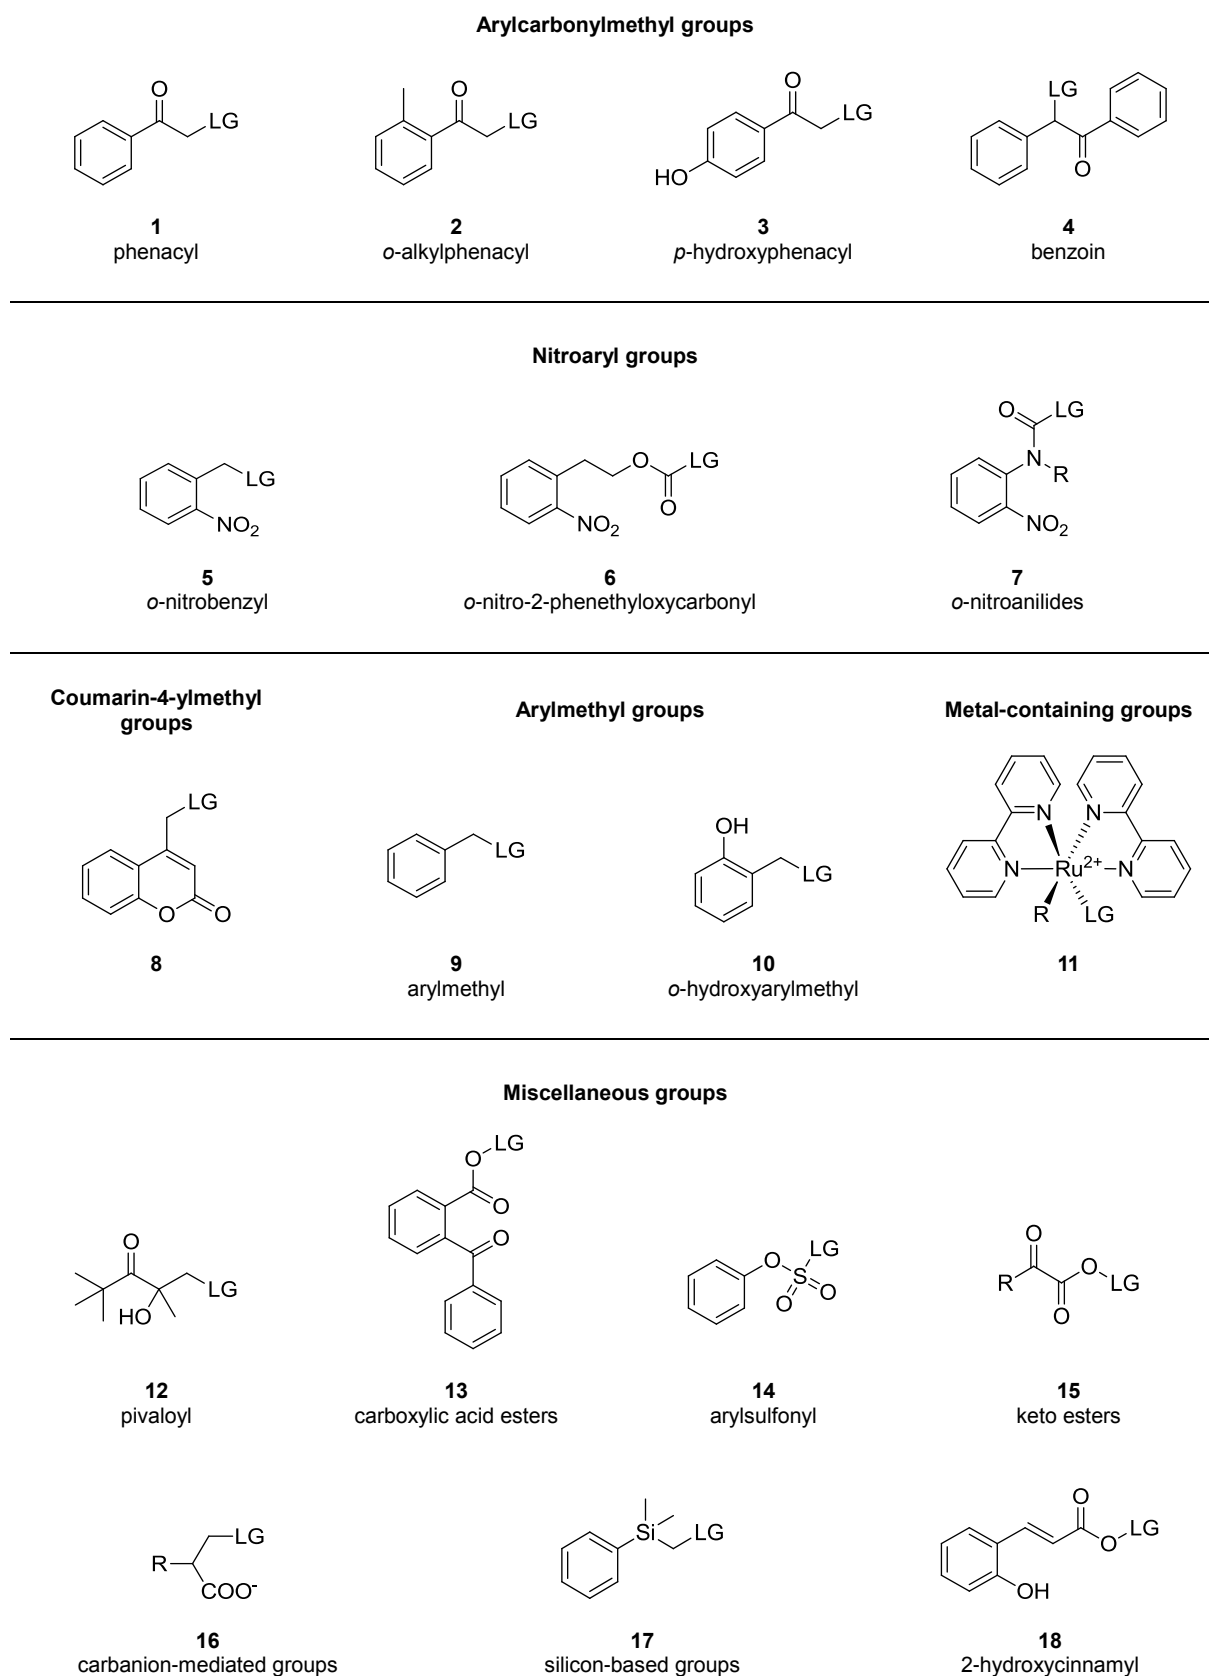 Arylcarbonylmethyl groups
O
LG
1
phenacyl
O
LG
2
o-alkylphenacyl
O
LG
HO
3
p-hydroxyphenacyl
LG
O
4
benzoin
Nitroaryl groups
LG
NO2
5
o-nitrobenzyl
O
LG
O
NO2
6
o-nitro-2-phenethyloxycarbonyl
O
LG
N
R
NO2
7
o-nitroanilides
Coumarin-4-ylmethyl
groups
LG
O
O
8
Arylmethyl groups
LG
9
arylmethyl
OH
LG
10
o-hydroxyarylmethyl
Metal-containing groups
N
N
N
Ru2+
N
R
LG
11
Miscellaneous groups
O
LG
HO
12
pivaloyl
LG
O
O
O
13
carboxylic acid esters
LG
O
S
O
O
14
arylsulfonyl
O
R
O
LG
O
15
keto esters
LG
R
COO-
16
carbanion-mediated groups
Si
LG
17
silicon-based groups
O
LG
O
OH
18
2-hydroxycinnamyl